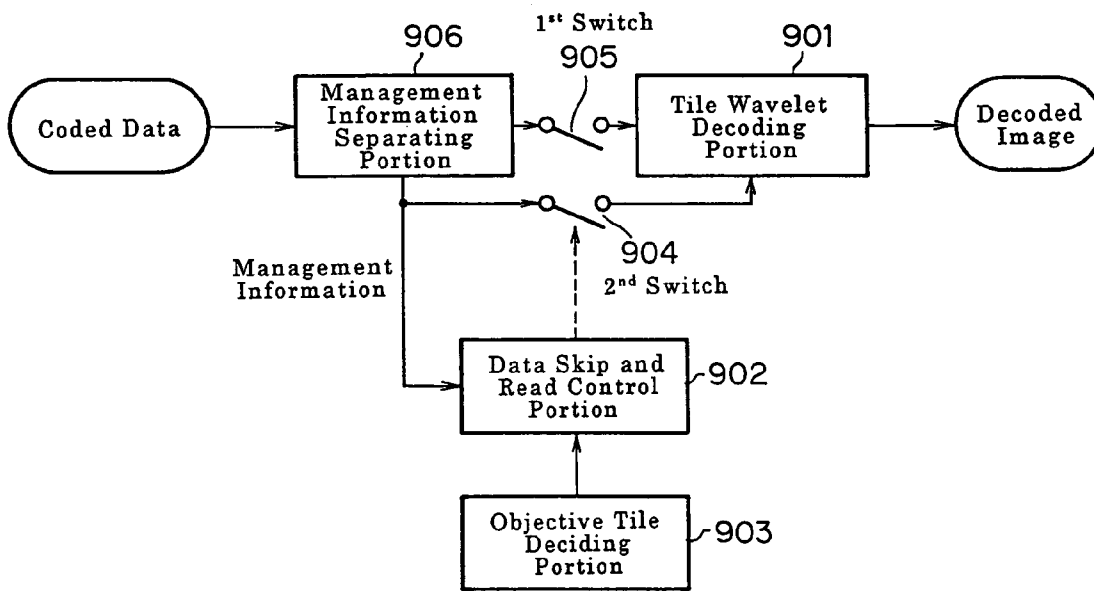 1st Switch
906
905
901
Coded Data
Management
Information
Separating
Portion
Tile Wavelet
Decoding
Portion
Decoded
Image
904
2nd Switch
Management
Information
Data Skip and
Read Control
Portion
902
Objective Tile
Deciding
Portion
903